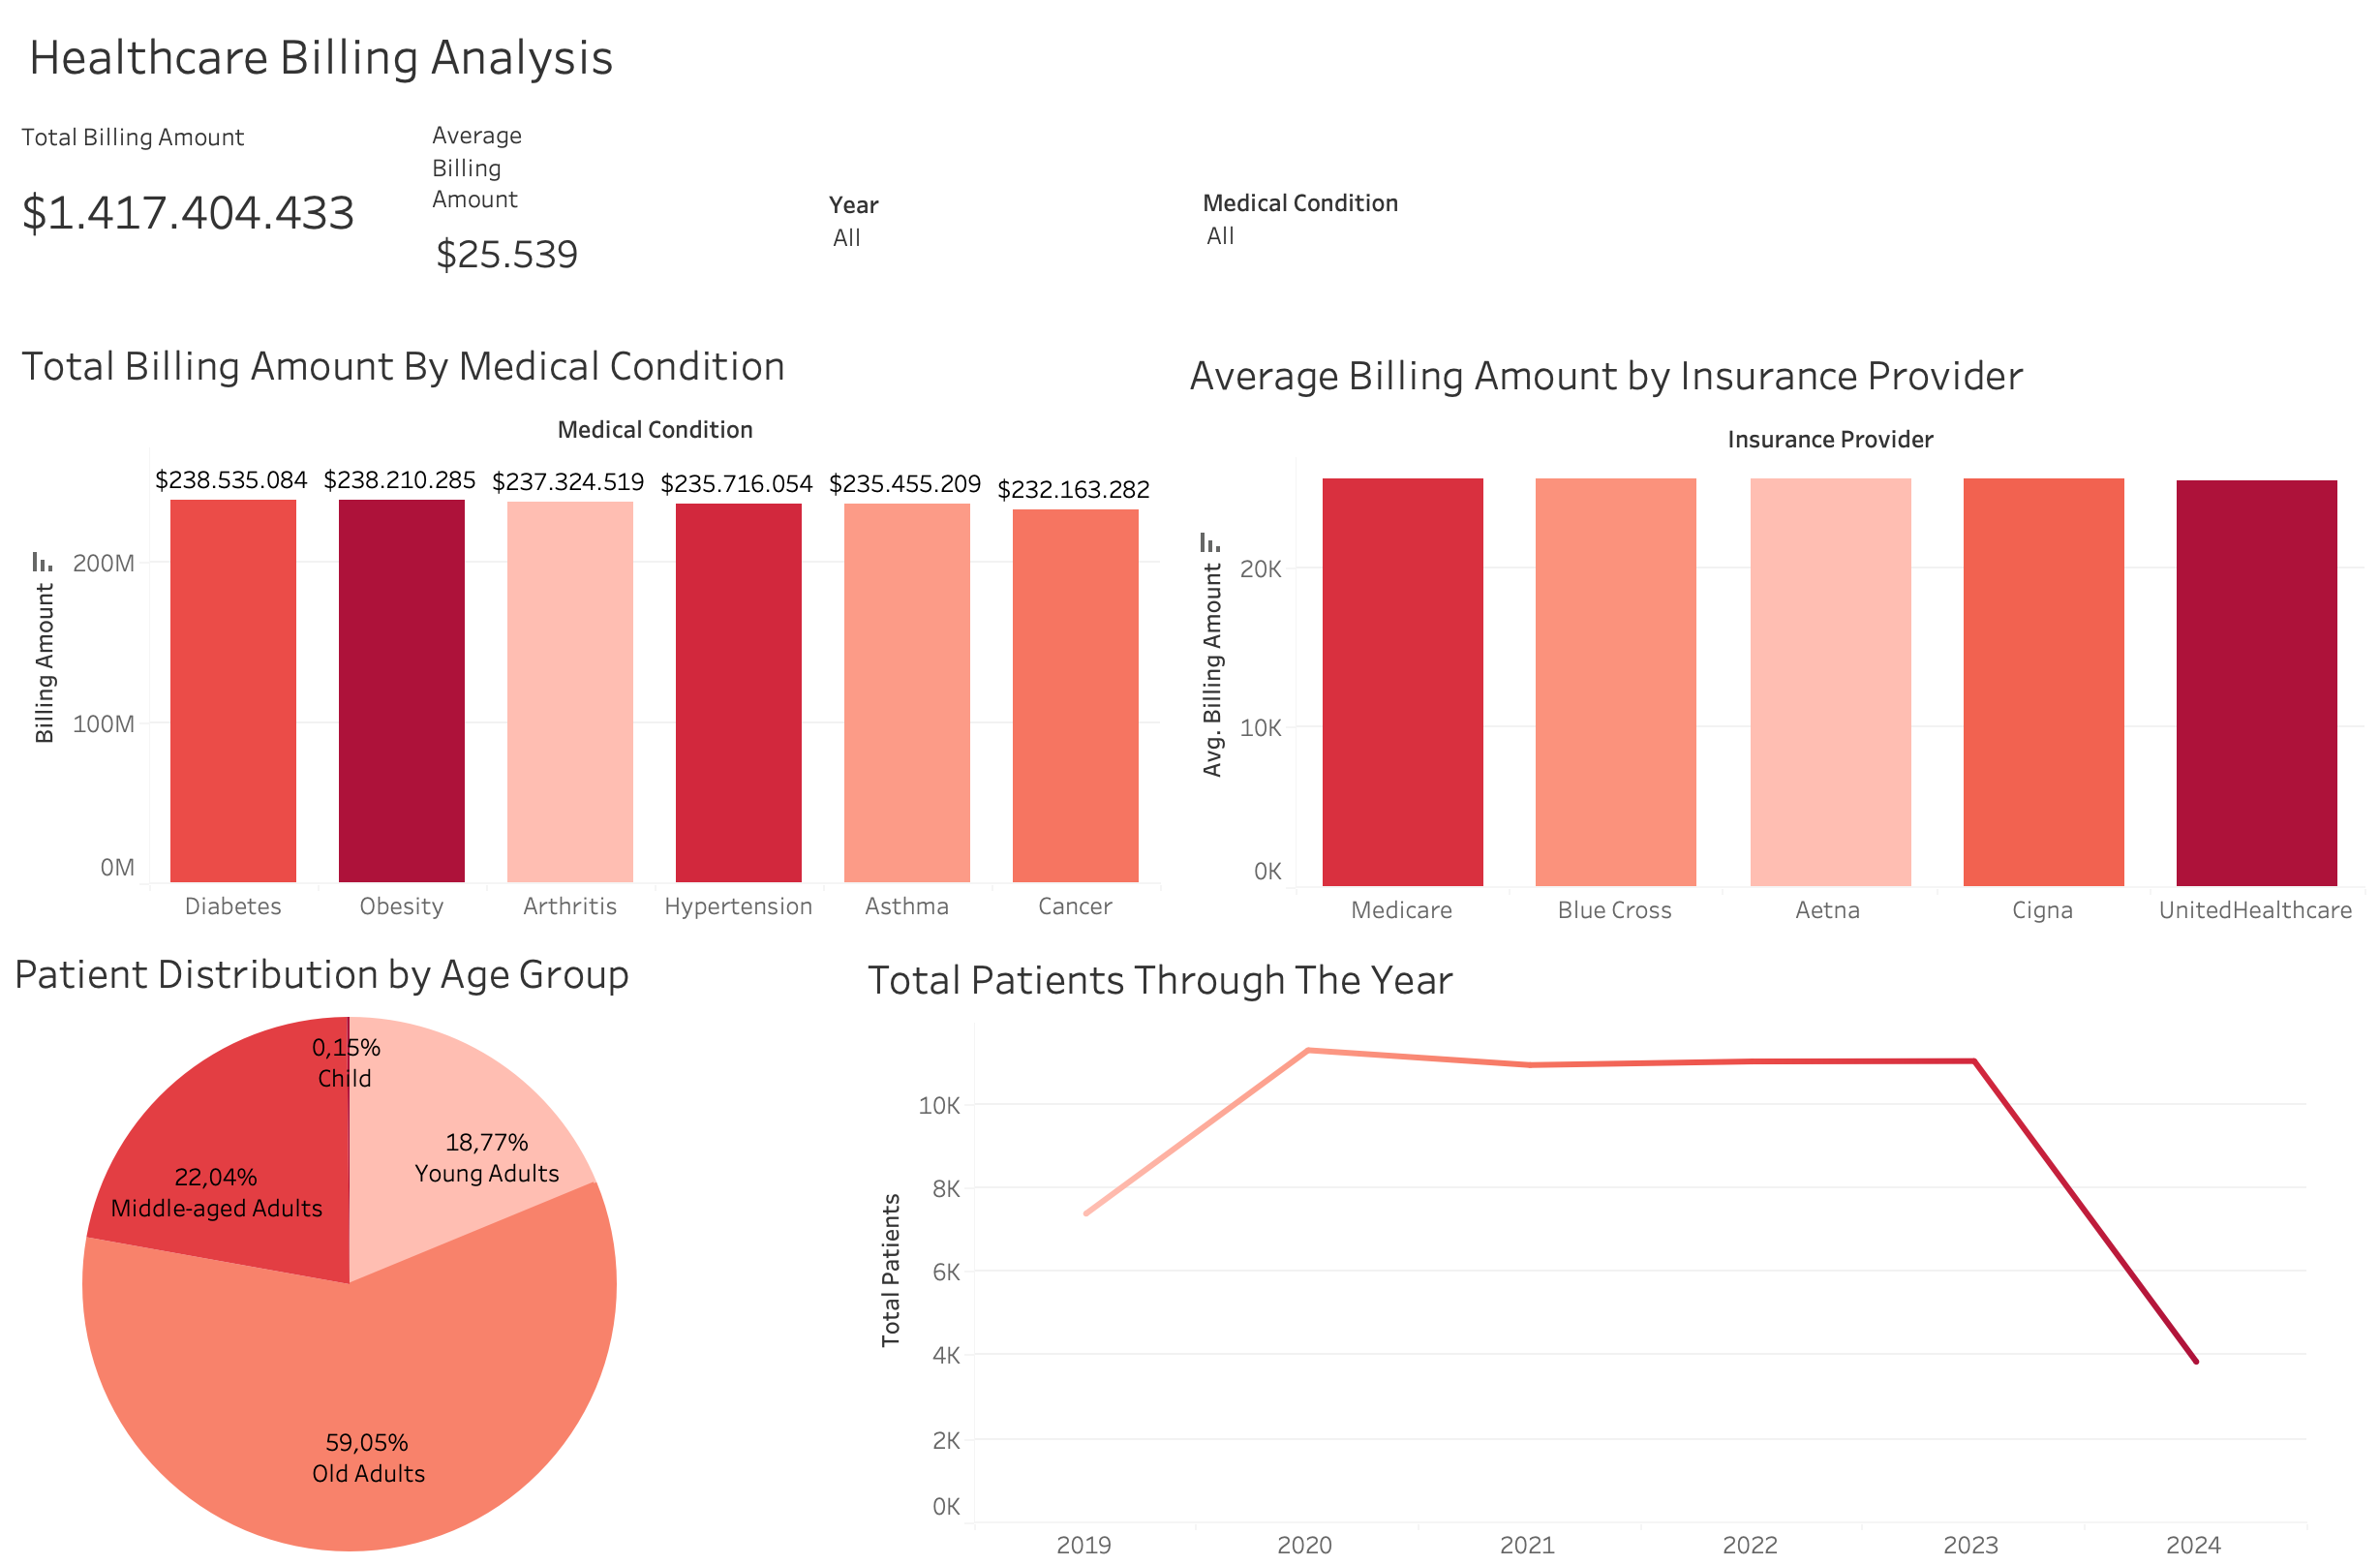 Healthcare Billing Analysis
Total Billing Amount
$1.417.404.433
Average
Billing
Amount
$25.539
Year
All
Medical Condition
All
Total Billing Amount By Medical Condition
Medical Condition
$238.535.084 $238.210.285 $237.324.519 $235.716.054 $235.455.209 $232.163.282
Billing Amount
200M
100M
0M
Diabetes Obesity Arthritis Hypertension Asthma Cancer
Average Billing Amount by Insurance Provider
Insurance Provider
Avg. Billing Amount
20K
10K
0K
Medicare Blue Cross Aetna Cigna UnitedHealthcare
Patient Distribution by Age Group
0,15%
Child
18,77%
Young Adults
22,04%
Middle-aged Adults
59,05%
Old Adults
Total Patients Through The Year
Total Patients
10K
8K
6K
4K
2K
0K
2019 2020 2021 2022 2023 2024